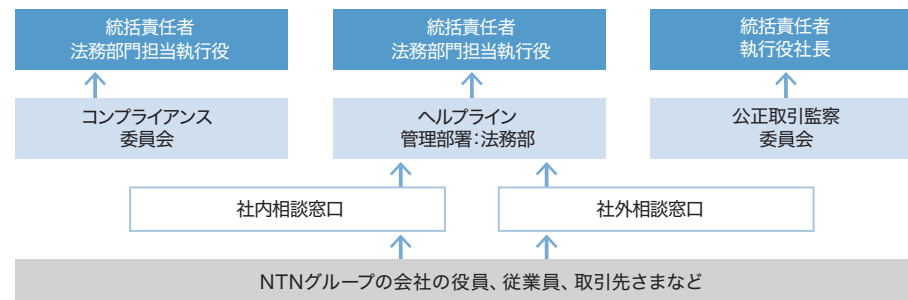 統括責任者
法務部門担当執行役
統括責任者
法務部門担当執行役
統括責任者
執行役社長
コンプライアンス
委員会
ヘルプライン
管理部署：法務部
公正取引監察
委員会
社内相談窓口
社外相談窓口
NTNグループの会社の役員、従業員、取引先さまなど